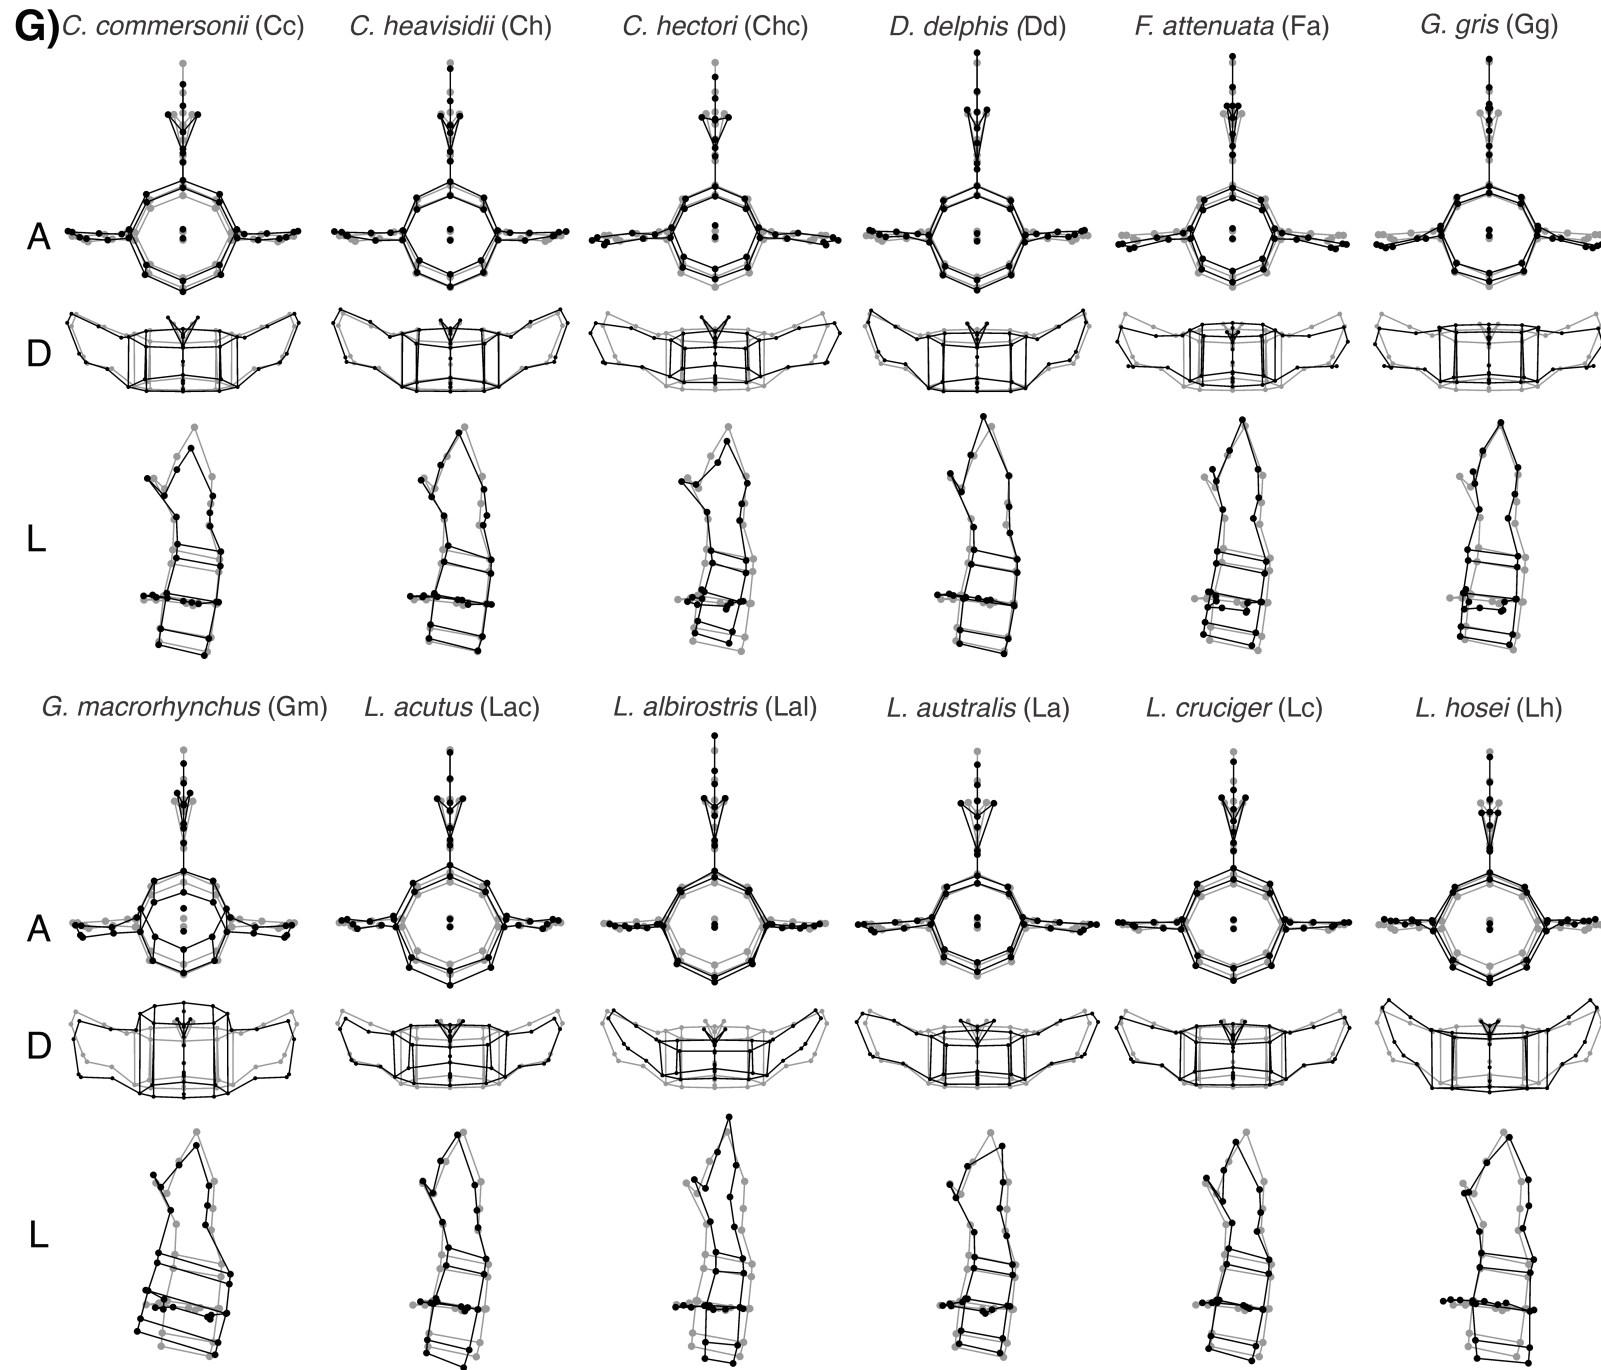 G) C. commersonii (Cc) C. heavisidii (Ch) C. hectori (Chc) D. delphis (Dd) F. attenuata (Fa) G. gris (Gg)
A
D
L
G. macrorhynchus (Gm) L. acutus (Lac) L. albirostris (Lal) L. australis (La) L. cruciger (Lc) L. hosei (Lh)
A
D
L